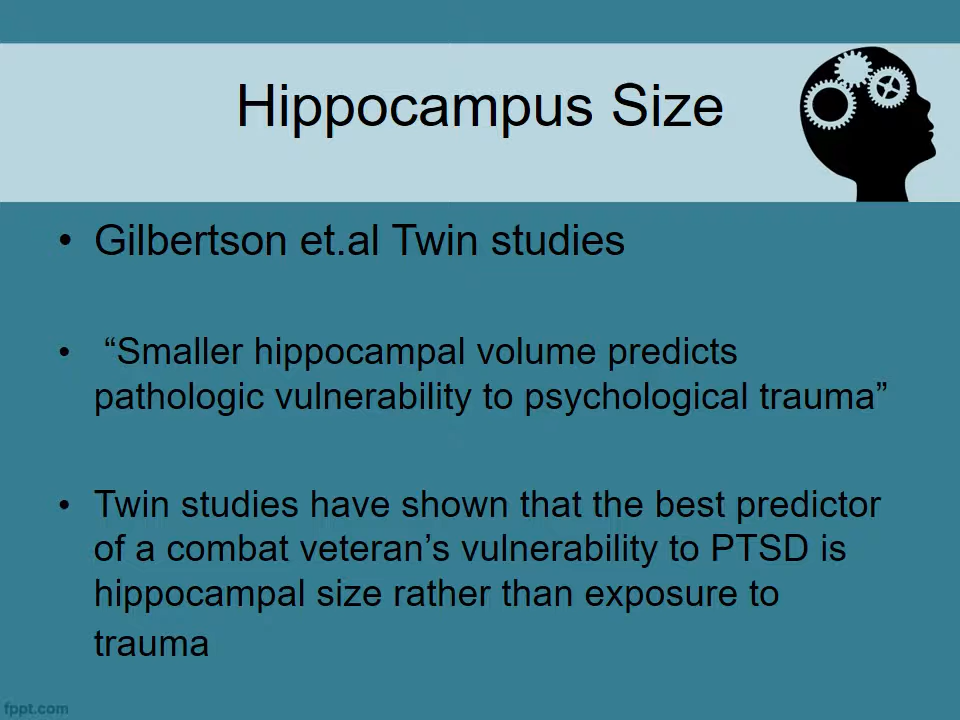 Hippocampus Size
• Gilbertson et.al Twin studies
• “Smaller hippocampal volume predicts
pathologic vulnerability to psychological trauma”
• Twin studies have shown that the best predictor
of a combat veteran’s vulnerability to PTSD is
hippocampal size rather than exposure to
trauma
fppt.com